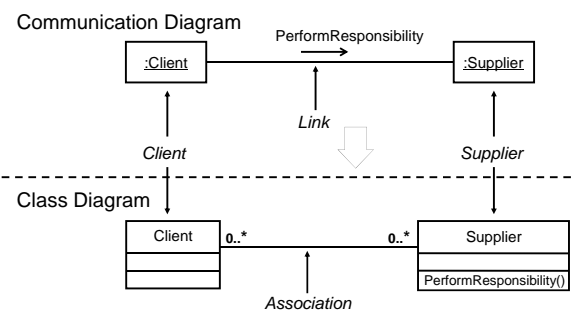 Communication Diagram
PerformResponsibility
:Client
:Supplier
Link
Client
Supplier
Class Diagram
Client
0..*
0..*
Supplier
PerformResponsibility()
Association